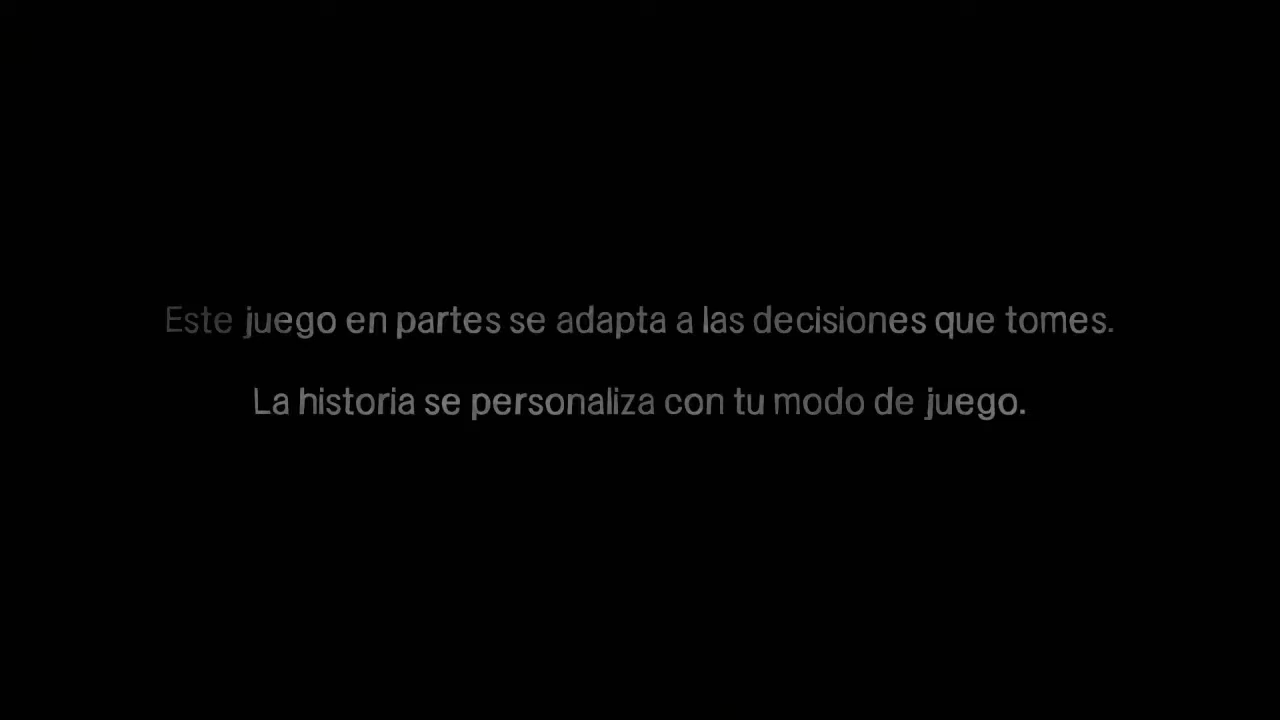 Este juego en partes se adapta a las decisiones que tomes.
La historia se personaliza con tu modo de juego.